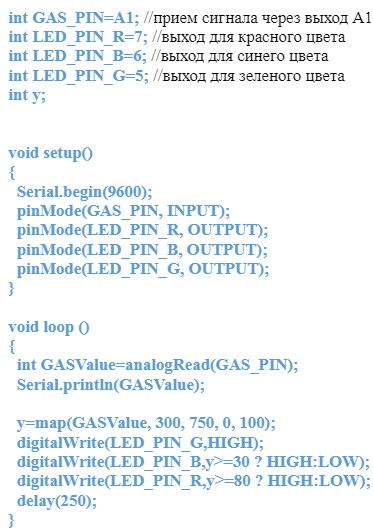 int GAS_PIN=A1; //прием сигнала через выход A1
int LED_PIN_R=7; //выход для красного цвета
int LED_PIN_B=6; //выход для синего цвета
int LED_PIN_G=5; //выход для зеленого цвета
int y;
void setup()
{
Serial.begin(9600);
pinMode(GAS_PIN, INPUT);
pinMode(LED_PIN_R, OUTPUT);
pinMode(LED_PIN_B, OUTPUT);
pinMode(LED_PIN_G, OUTPUT);
}
void loop ()
{
int GASValue=analogRead(GAS_PIN);
Serial.println(GASValue);
y=map(GASValue, 300, 750, 0, 100);
digitalWrite(LED_PIN_G,HIGH);
digitalWrite(LED_PIN_B,y>=30 ? HIGH:LOW);
digitalWrite(LED_PIN_R,y>=80 ? HIGH:LOW);
delay(250);
}